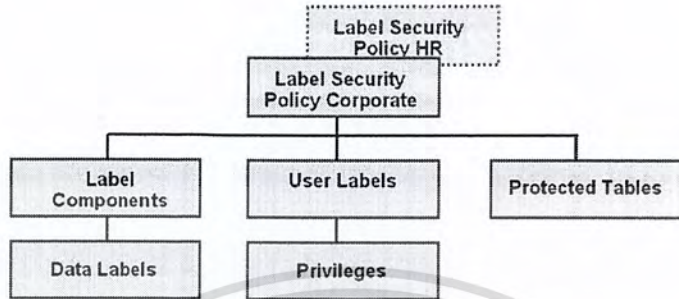 Label Security
Policy HR
Label Security
Policy Corporate
Label
Components
User Labels
Protected Tables
Data Labels
Privileges